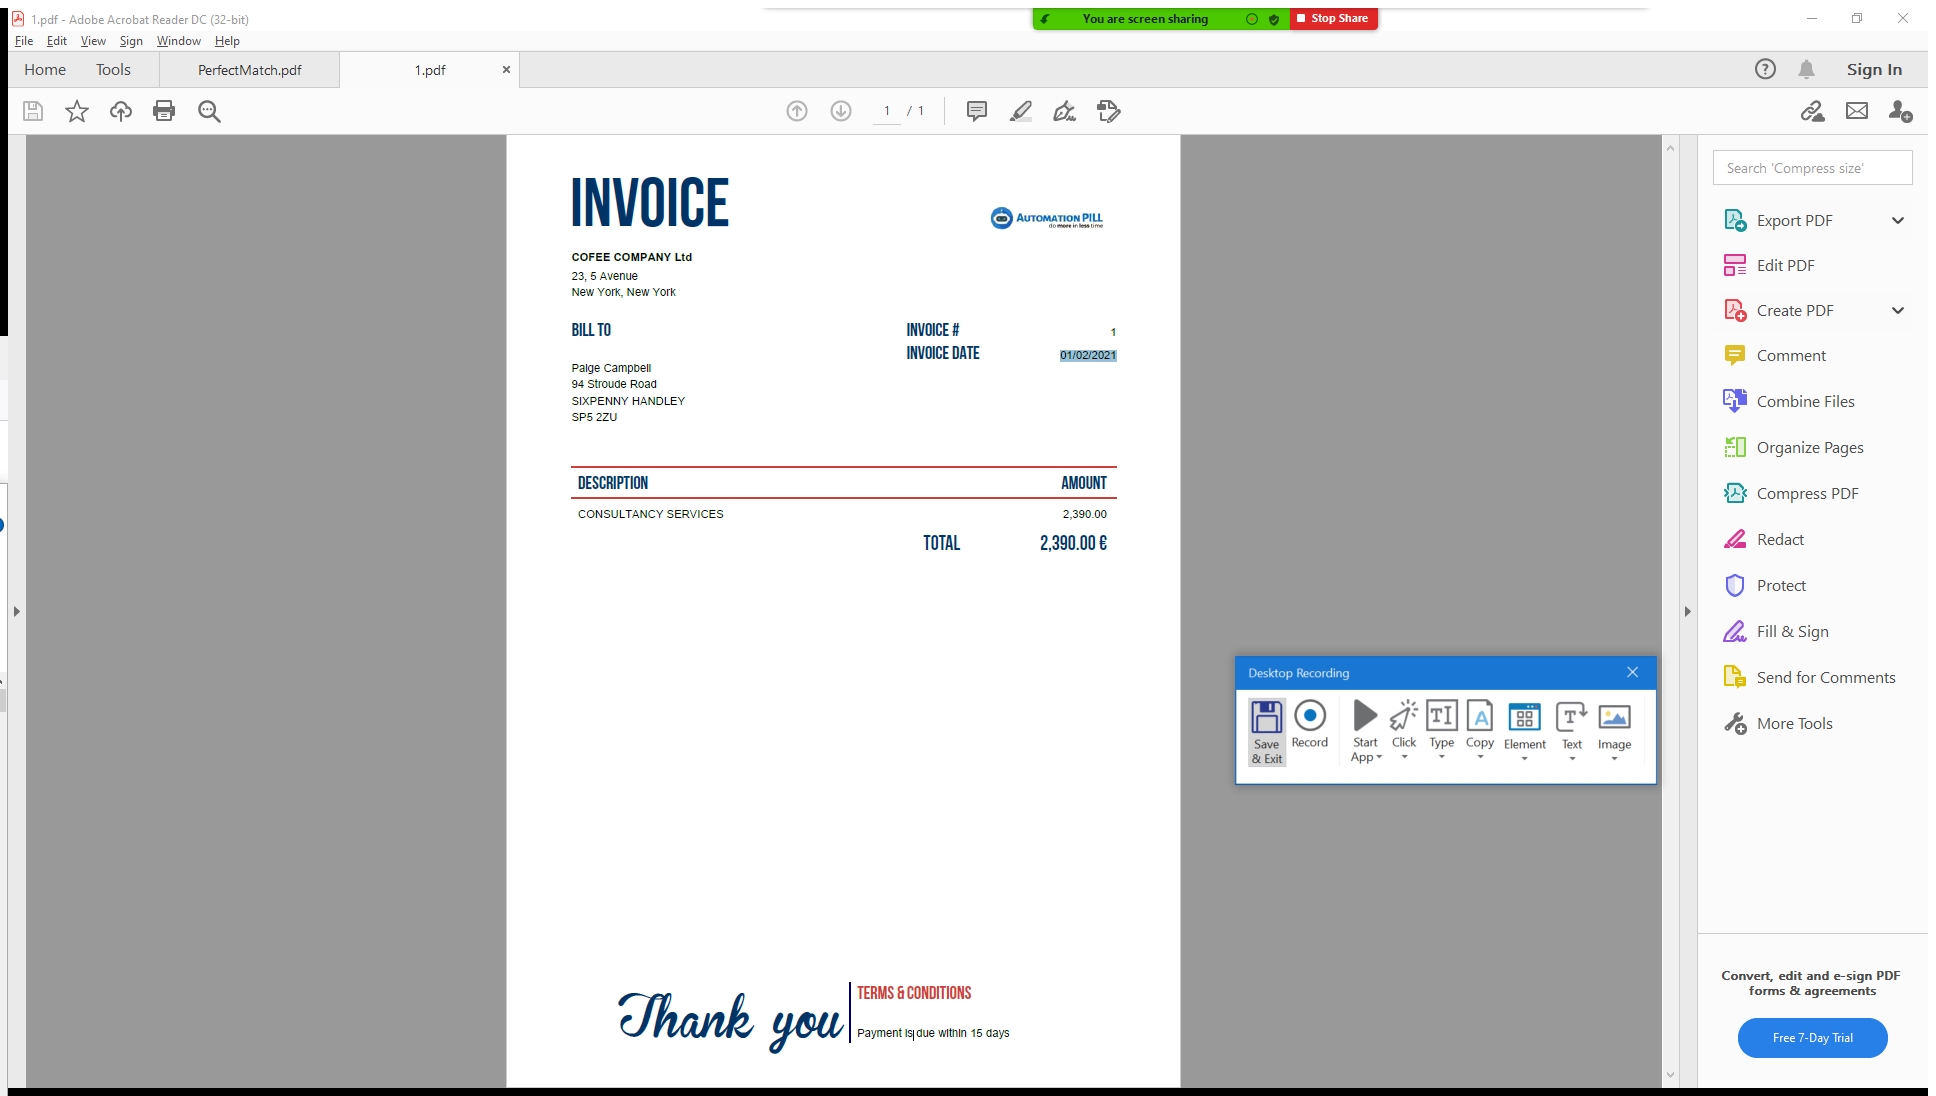 1.pdf - Adobe Acrobat Reader DC (32-bit)
You are screen sharing
Stop Share
File Edit View Sign Window Help
Home Tools PerfectMatch.pdf 1.pdf × Sign In
1 / 1
INVOICE
AUTOMATION PILL
do more in less time
COFEE COMPANY Ltd
23, 5 Avenue
New York, New York
BILL TO
INVOICE # 1
INVOICE DATE 01/02/2021
Paige Campbell
94 Stroude Road
SIXPENNY HANDLEY
SP5 2ZU
DESCRIPTION AMOUNT
CONSULTANCY SERVICES 2,390.00
TOTAL 2,390.00 €
Thank you
TERMS & CONDITIONS
Payment is due within 15 days
Desktop Recording
Save & Exit
Record
Start App
Click
Type
Copy
Element
Text
Image
Search 'Compress size'
Export PDF
Edit PDF
Create PDF
Comment
Combine Files
Organize Pages
Compress PDF
Redact
Protect
Fill & Sign
Send for Comments
More Tools
Convert, edit and e-sign PDF
forms & agreements
Free 7-Day Trial